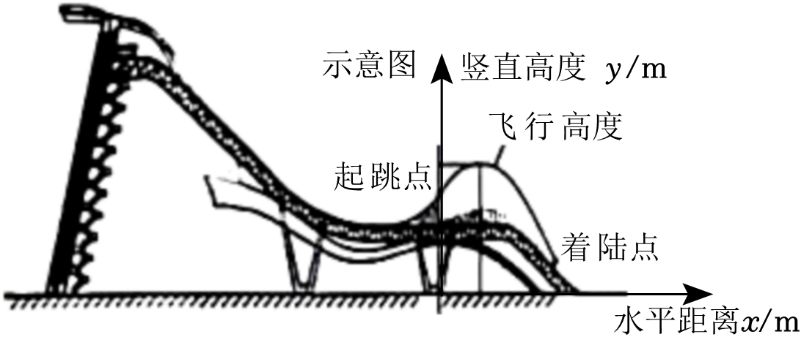 示意图
竖直高度 y/m
飞行高度
起跳点
着陆点
水平距离x/m